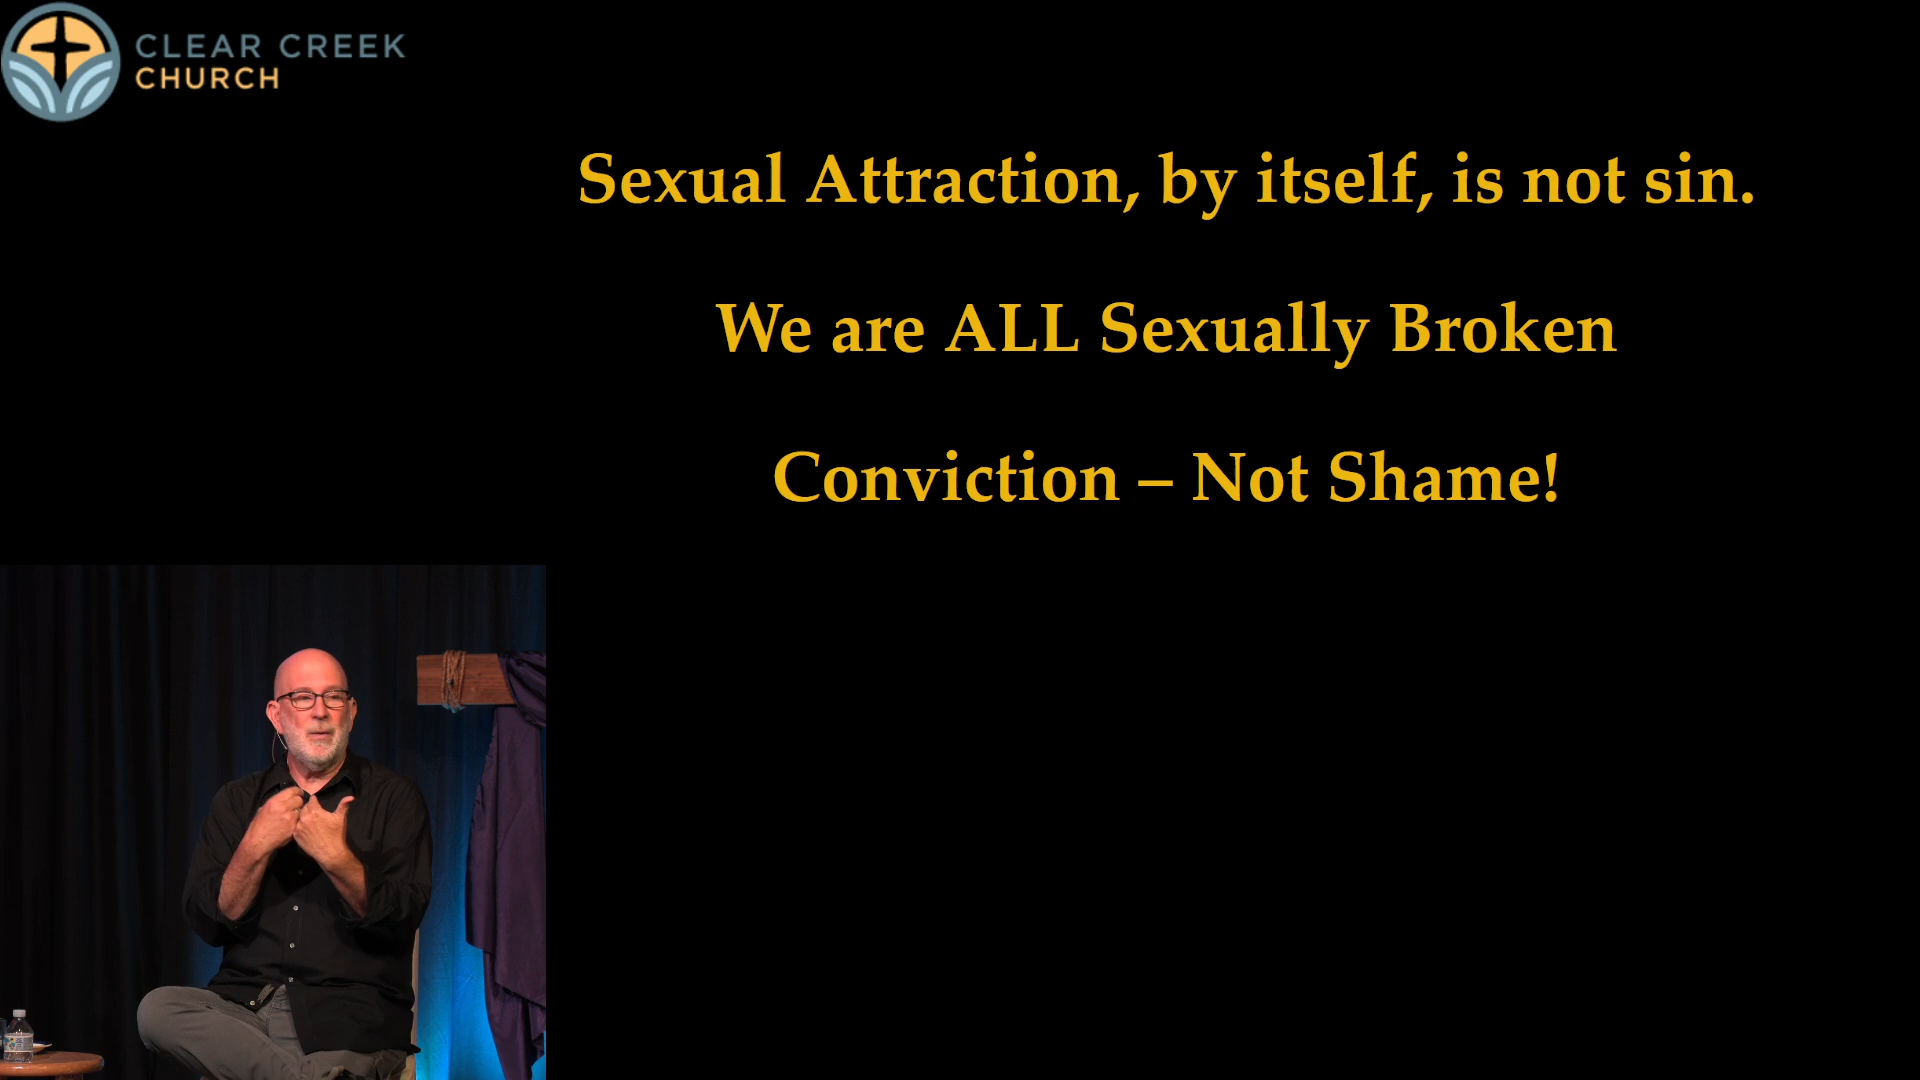 CLEAR CREEK
CHURCH
Sexual Attraction, by itself, is not sin.
We are ALL Sexually Broken
Conviction – Not Shame!